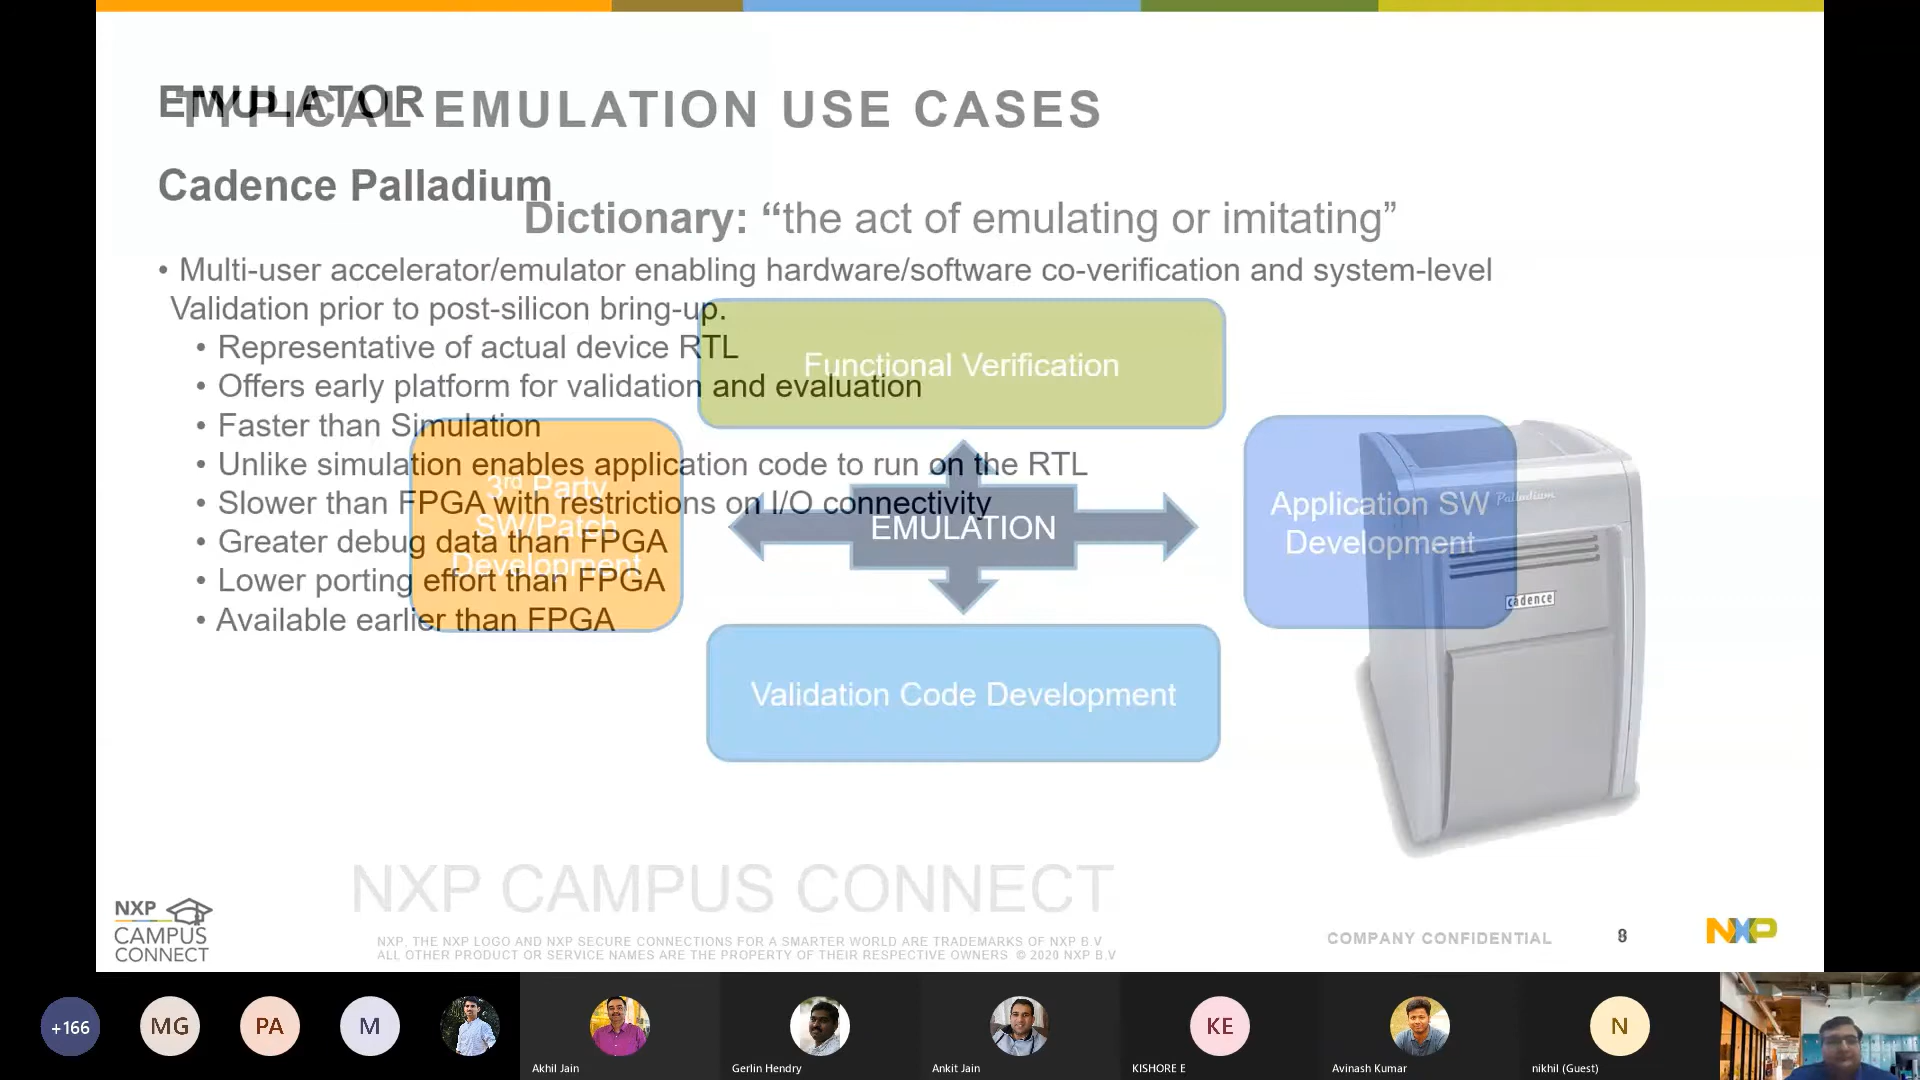 EMULATOR
TYPICAL EMULATION USE CASES
Cadence Palladium
Dictionary: “the act of emulating or imitating”
• Multi-user accelerator/emulator enabling hardware/software co-verification and system-level
Validation prior to post-silicon bring-up.
• Representative of actual device RTL
• Offers early platform for validation and evaluation
• Faster than Simulation
• Unlike simulation enables application code to run on the RTL
• Slower than FPGA with restrictions on I/O connectivity
• Greater debug data than FPGA
• Lower porting effort than FPGA
• Available earlier than FPGA
Functional Verification
3rd Party
SW/Patch
Development
EMULATION
Application SW
Development
Palladium
cadence
Validation Code Development
NXP CAMPUS CONNECT
NXP
CAMPUS
CONNECT
NXP, THE NXP LOGO AND NXP SECURE CONNECTIONS FOR A SMARTER WORLD ARE TRADEMARKS OF NXP B.V
ALL OTHER PRODUCT OR SERVICE NAMES ARE THE PROPERTY OF THEIR RESPECTIVE OWNERS © 2020 NXP B.V
COMPANY CONFIDENTIAL
8
NXP
+166
MG
PA
M
KE
N
Akhil Jain
Gerlin Hendry
Ankit Jain
KISHORE E
Avinash Kumar
nikhil (Guest)